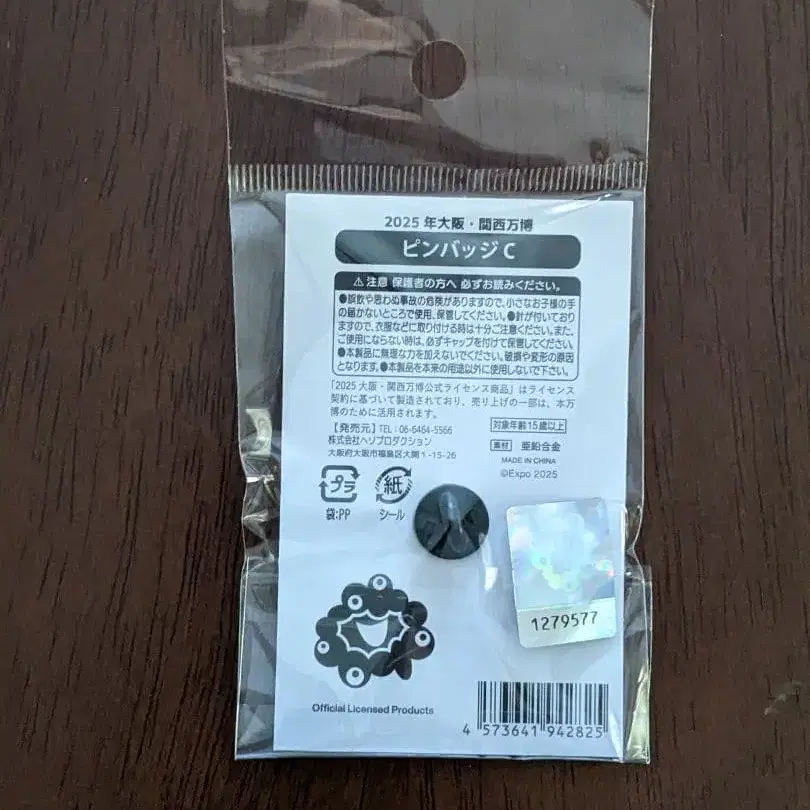 2025 年大阪・関西万博
ピンバッジ C
⚠注意 保護者の方へ 必ずお読みください。
●誤飲や思わぬ事故の危険がありますので、小さなお子様の手
の届かないところで使用、保管してください。●針が付いており
ますので、衣服などに取り付ける時は十分ご注意ください。また、
ご使用にならない時は、必ずキャップを付けて保管してください。
●本製品に無理な力を加えないでください。破損や変形の原因
となります。●本製品を本来の用途以外に使用しないで下さい。
「2025 大阪・関西万博公式ライセンス商品」はライセンス
契約に基づいて製造されており、売り上げの一部は、本万
博のために活用されます。
【発売元】TEL：06-6464-5566
株式会社ヘソプロダクション
大阪府大阪市福島区大開1-15-26
対象年齢15歳以上
素材 亜鉛合金
MADE IN CHINA
©Expo 2025
プラ
袋:PP
紙
シール
1279577
Official Licensed Products
4 573641 942825